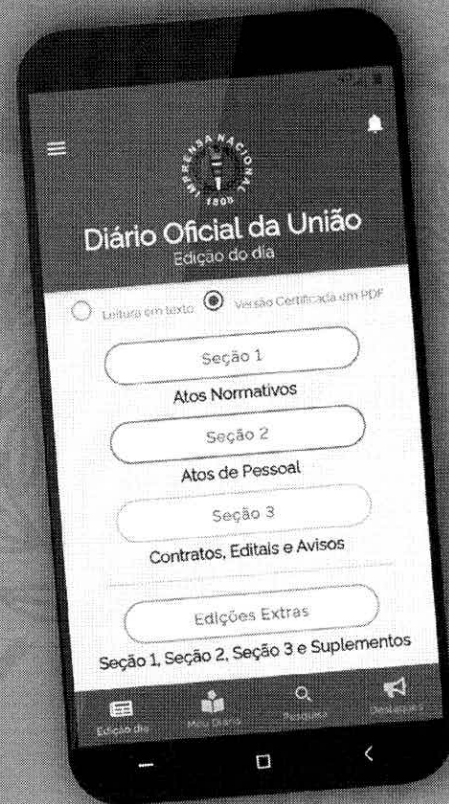 IMPRENSA NACIONAL
1808
Diário Oficial da União
Edição do dia
Leitura em texto
Versão Certificada em PDF
Seção 1
Atos Normativos
Seção 2
Atos de Pessoal
Seção 3
Contratos, Editais e Avisos
Edições Extras
Seção 1, Seção 2, Seção 3 e Suplementos
Edição dia
Meu Diário
Pesquisa
Destaques